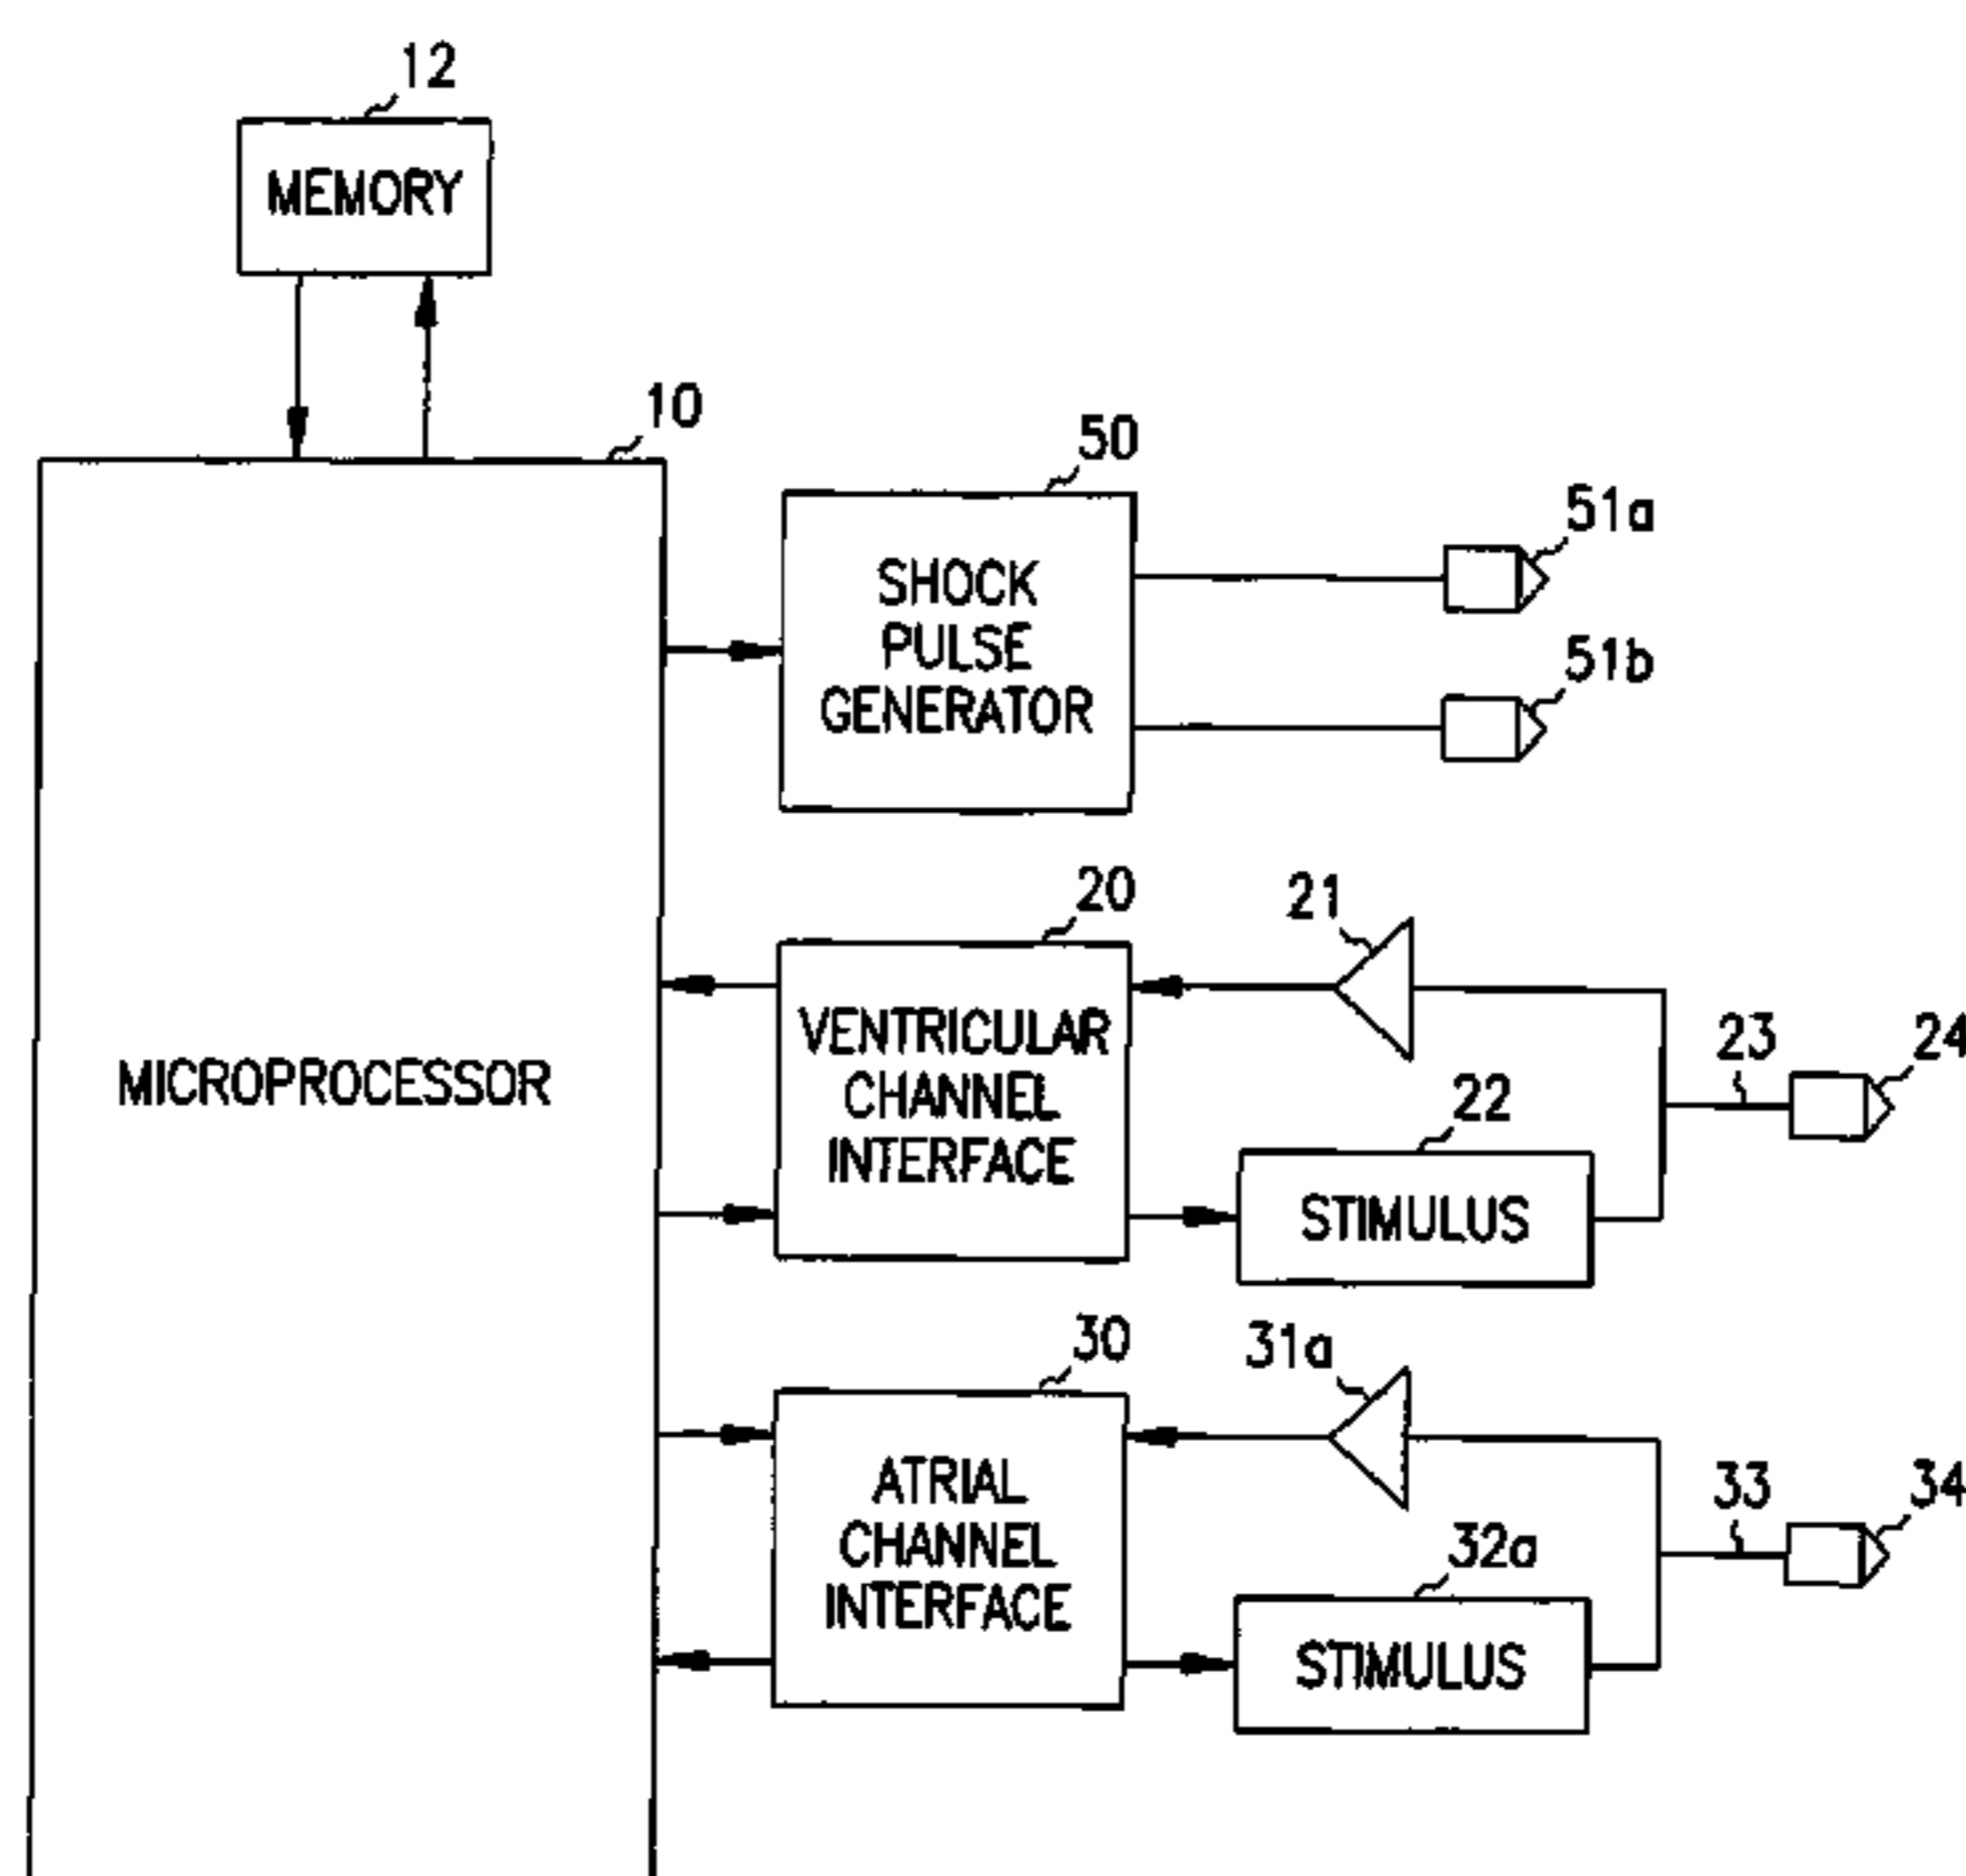 12
MEMORY
10
50
SHOCK
PULSE
GENERATOR
51a
51b
20
VENTRICULAR
CHANNEL
INTERFACE
21
22
STIMULUS
23
24
MICROPROCESSOR
30
ATRIAL
CHANNEL
INTERFACE
31a
32a
STIMULUS
33
34